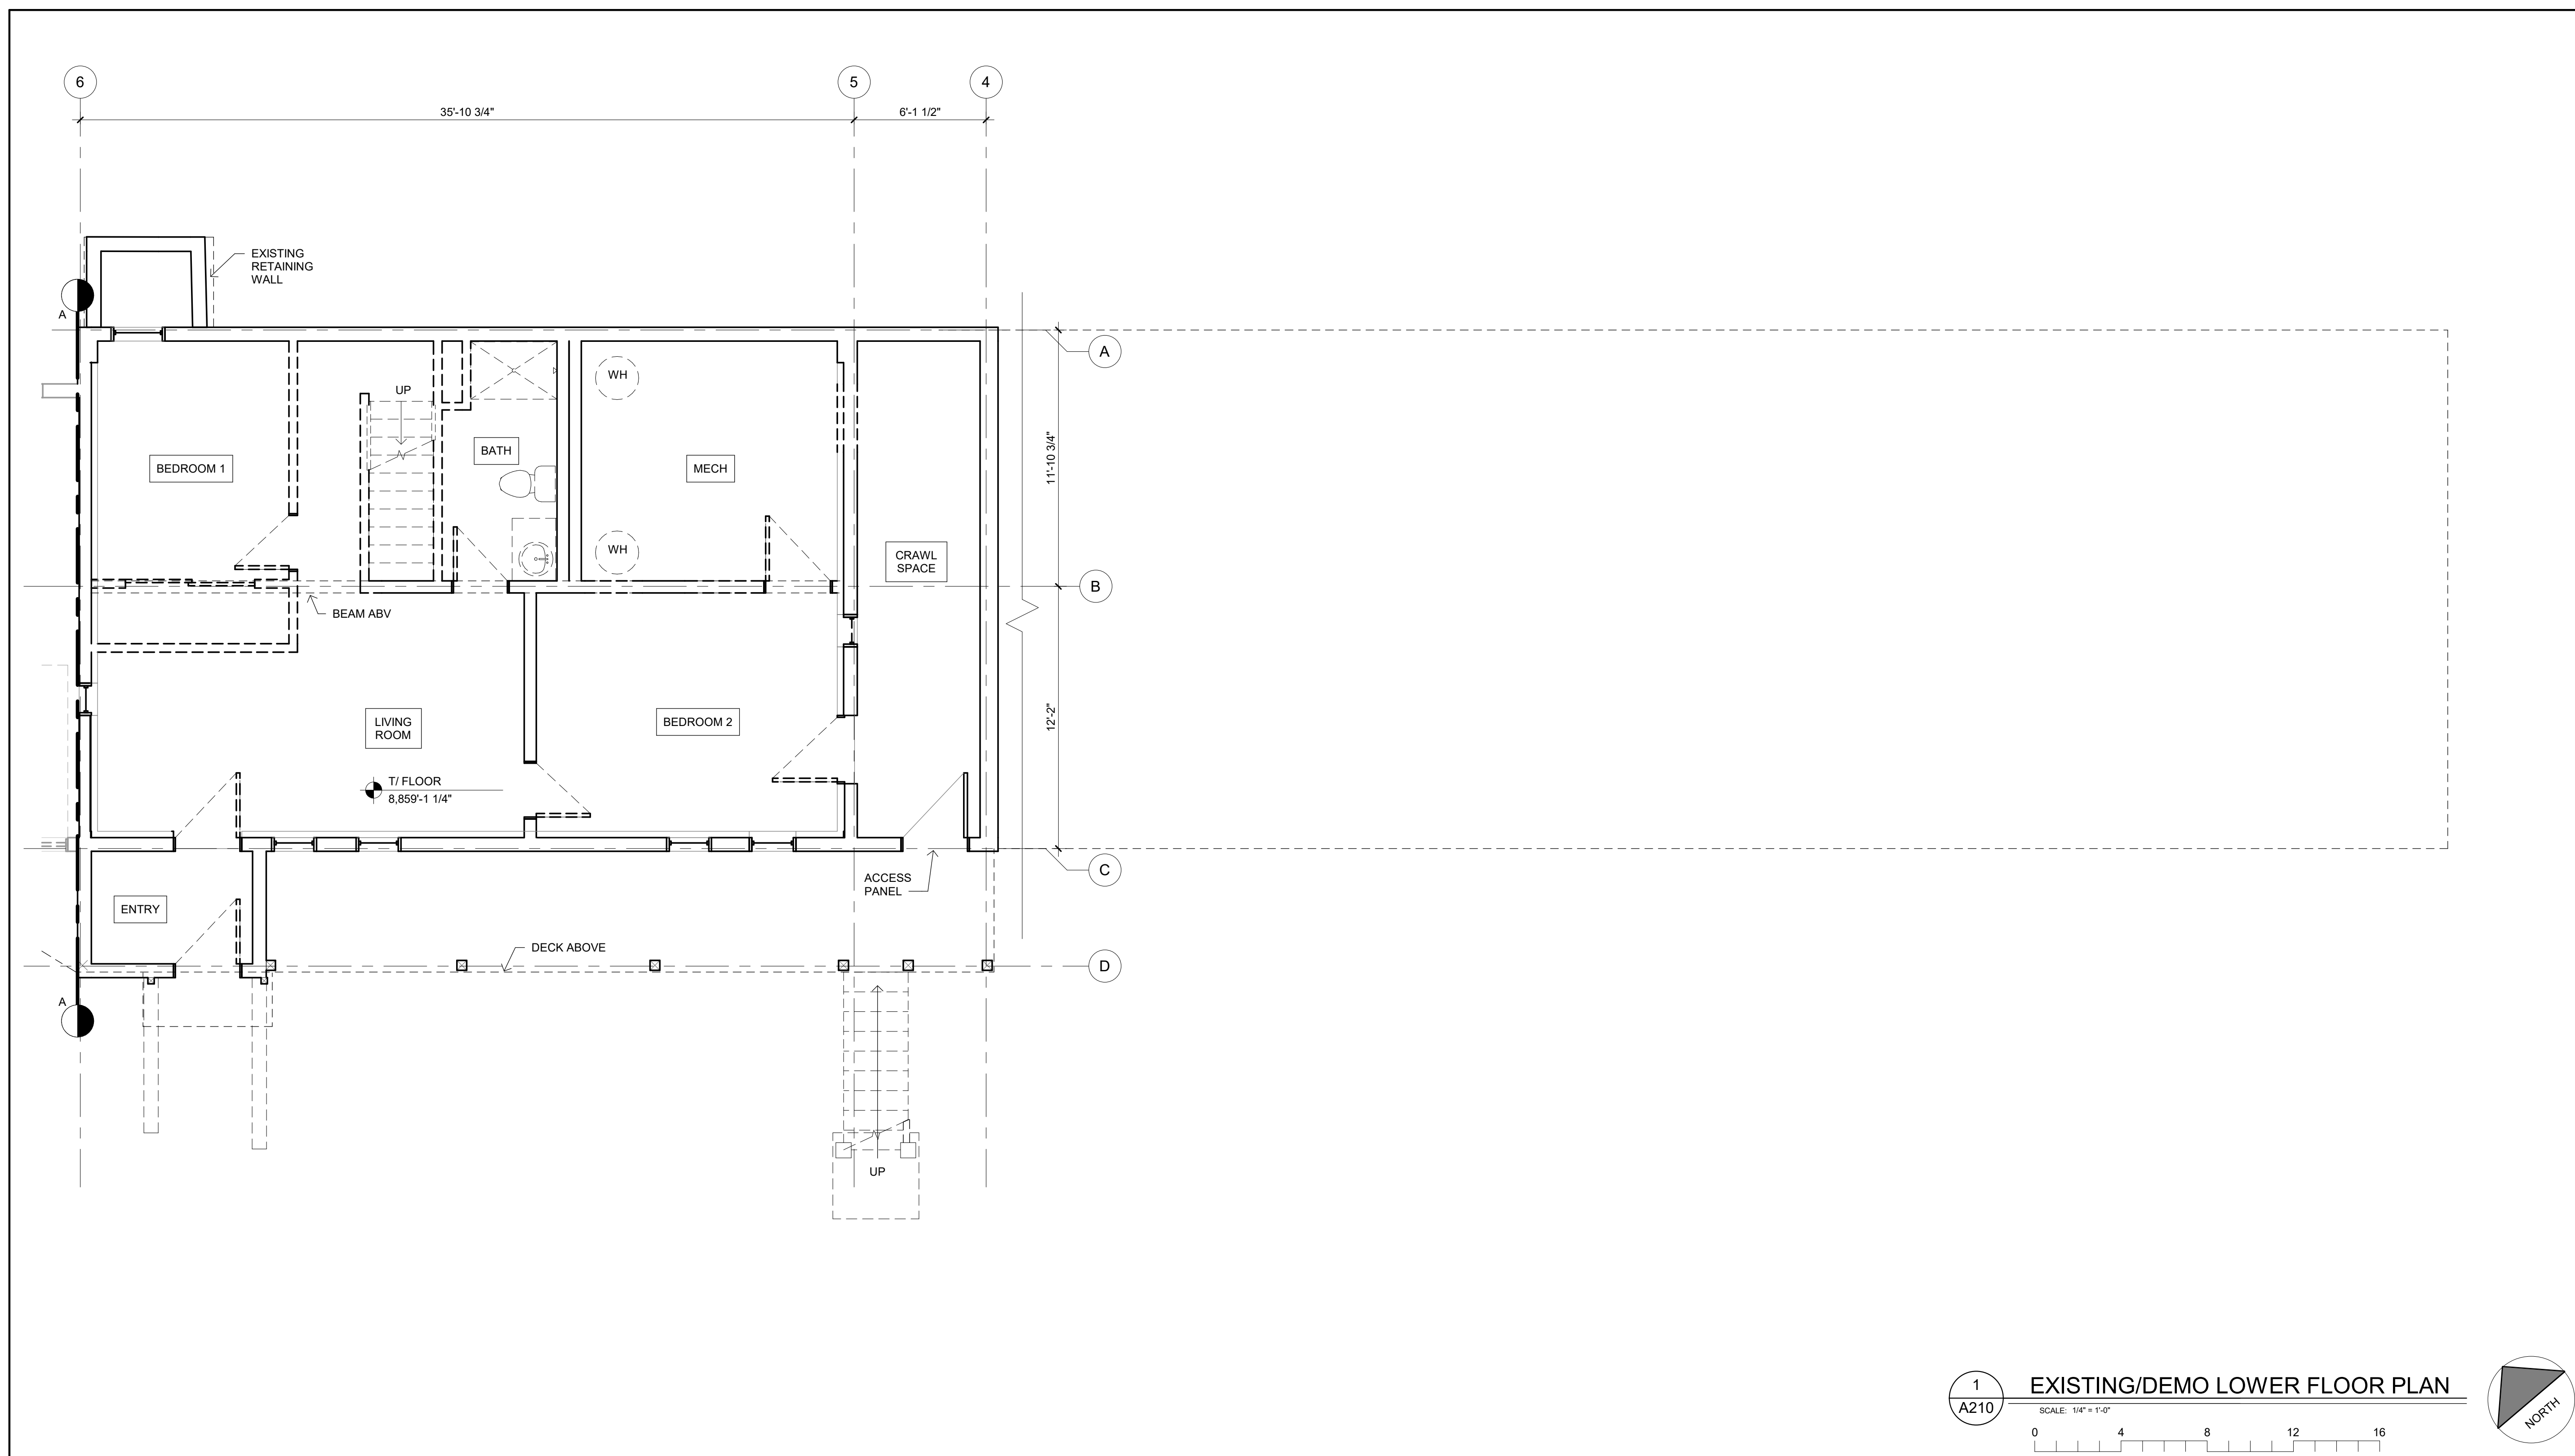 6
5
4
35'-10 3/4"
6'-1 1/2"
EXISTING
RETAINING
WALL
A
A
UP
WH
BATH
BEDROOM 1
MECH
11'-10 3/4"
WH
CRAWL
SPACE
B
BEAM ABV
LIVING
ROOM
BEDROOM 2
12'-2"
T/ FLOOR
8,859'-1 1/4"
C
ACCESS
PANEL
ENTRY
DECK ABOVE
D
A
UP
1
A210
EXISTING/DEMO LOWER FLOOR PLAN
SCALE: 1/4" = 1'-0"
0 4 8 12 16
NORTH